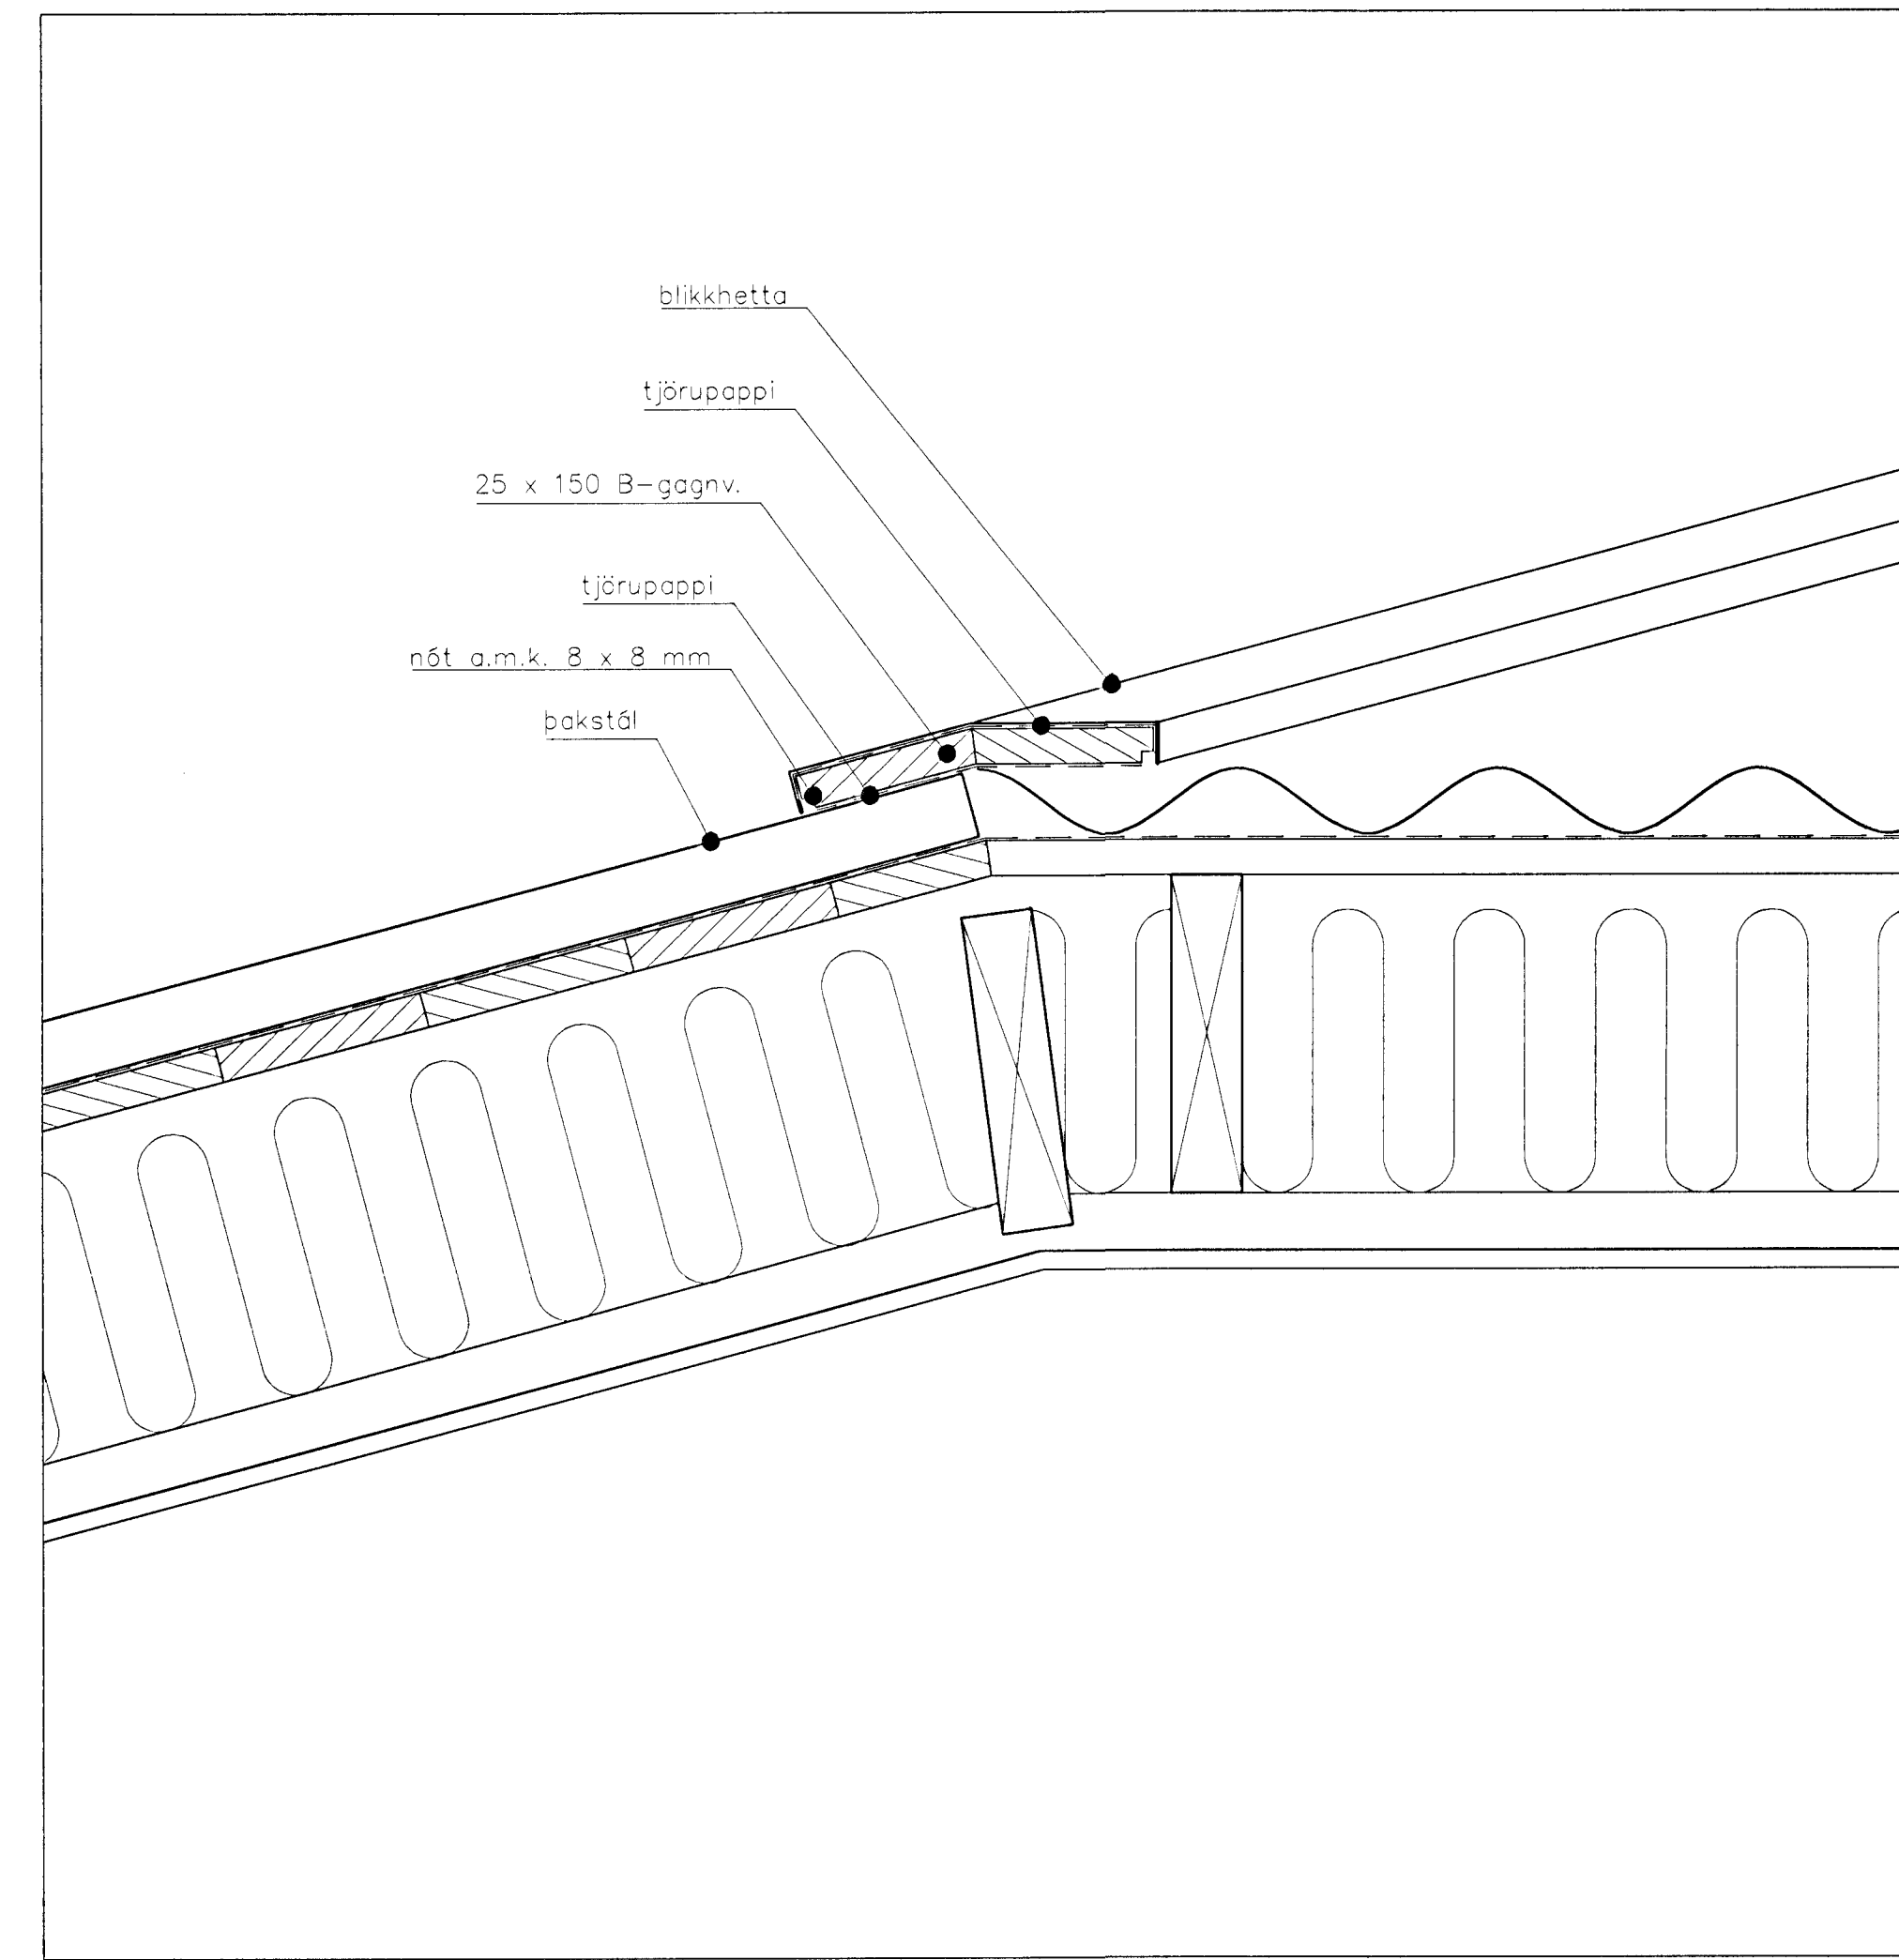 blikkhetta
tjörupappi
25 x 150 B-gagnv.
tjörupappi
nót a.m.k. 8 x 8 mm
þakstál